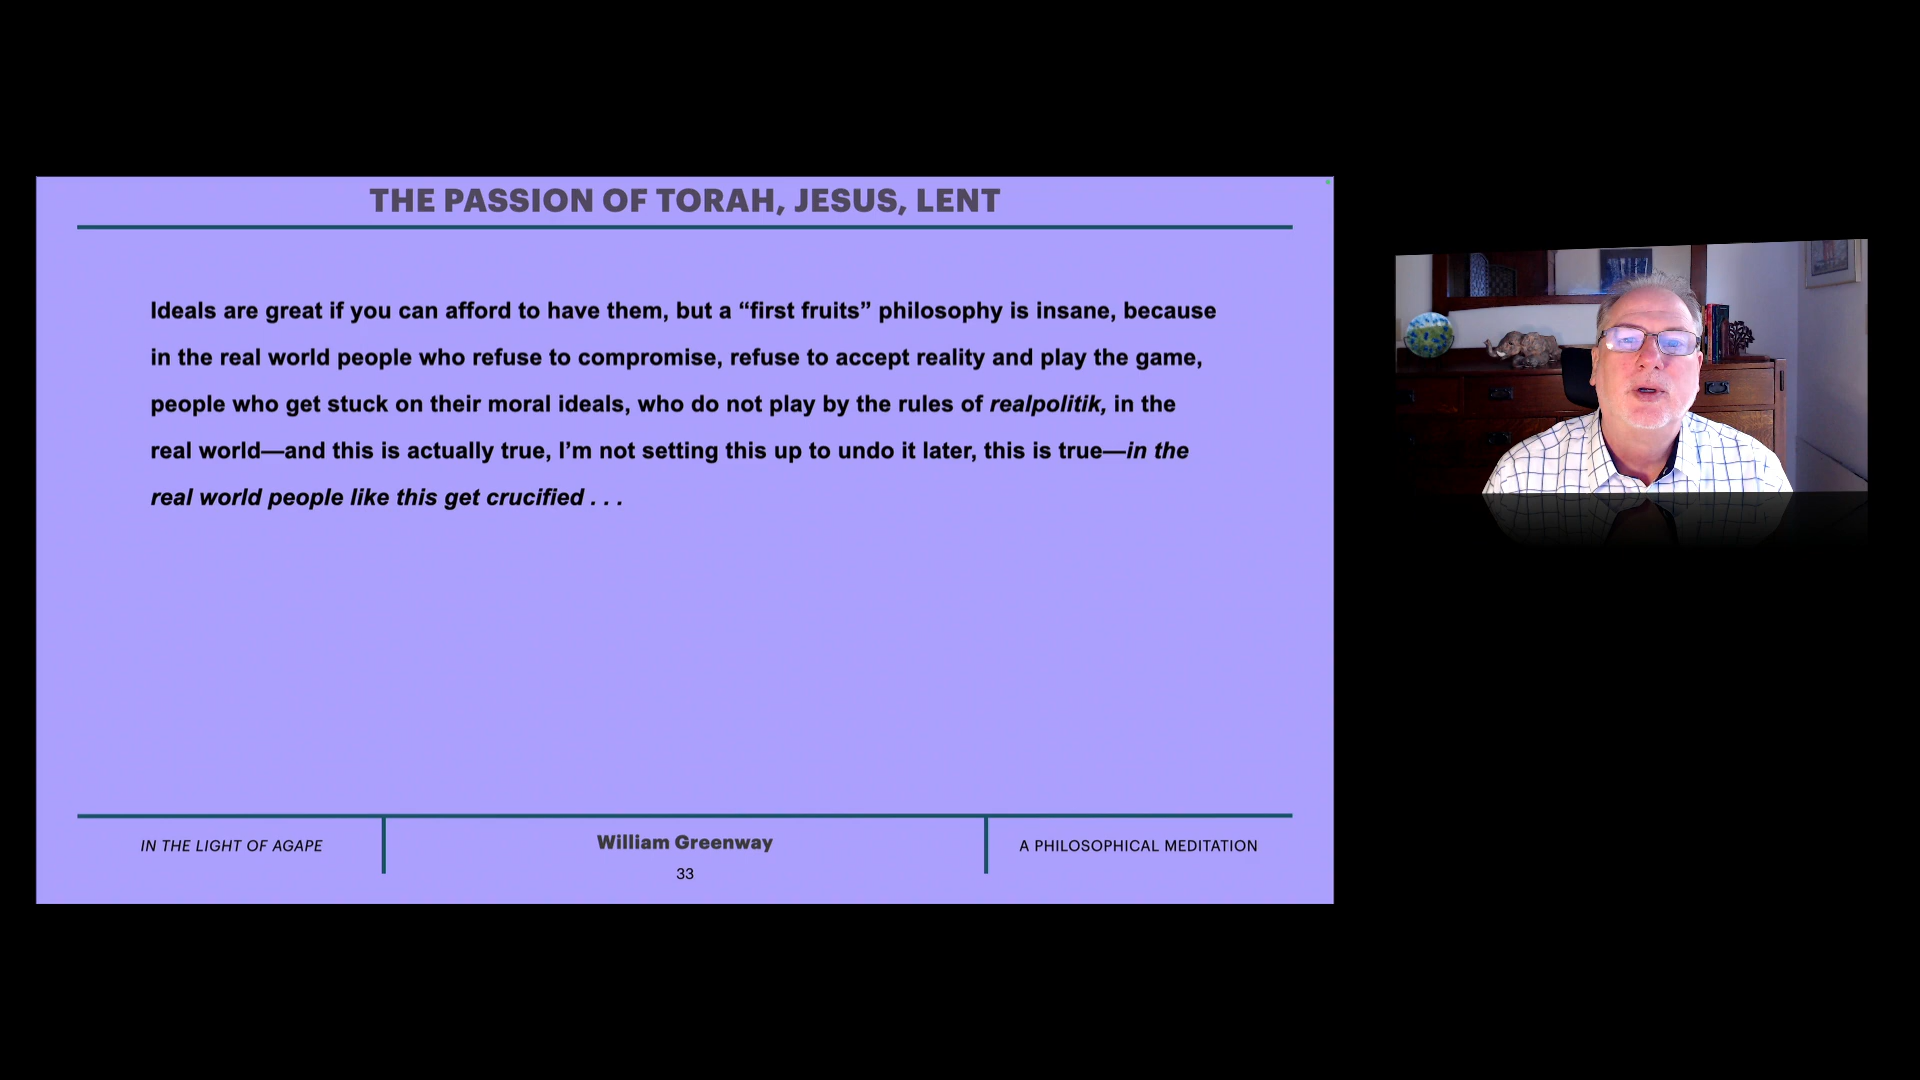 THE PASSION OF TORAH, JESUS, LENT
Ideals are great if you can afford to have them, but a “first fruits” philosophy is insane, because
in the real world people who refuse to compromise, refuse to accept reality and play the game,
people who get stuck on their moral ideals, who do not play by the rules of realpolitik, in the
real world—and this is actually true, I’m not setting this up to undo it later, this is true—in the
real world people like this get crucified . . .
IN THE LIGHT OF AGAPE
William Greenway
33
A PHILOSOPHICAL MEDITATION